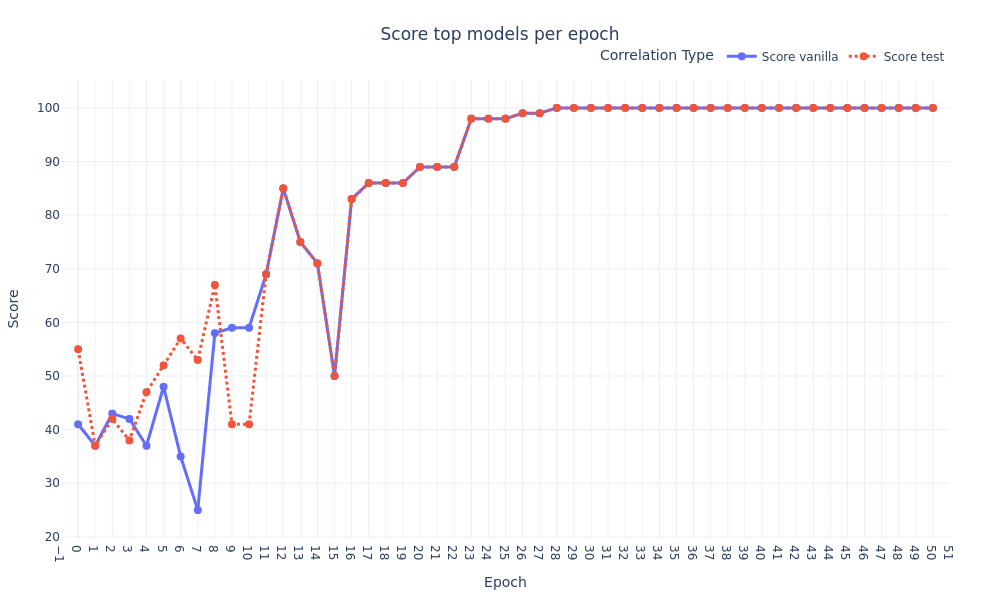 Score top models per epoch
Correlation Type Score vanilla Score test
100
90
80
70
60
50
40
30
20
Score
−1 0 1 2 3 4 5 6 7 8 9 10 11 12 13 14 15 16 17 18 19 20 21 22 23 24 25 26 27 28 29 30 31 32 33 34 35 36 37 38 39 40 41 42 43 44 45 46 47 48 49 50 51
Epoch